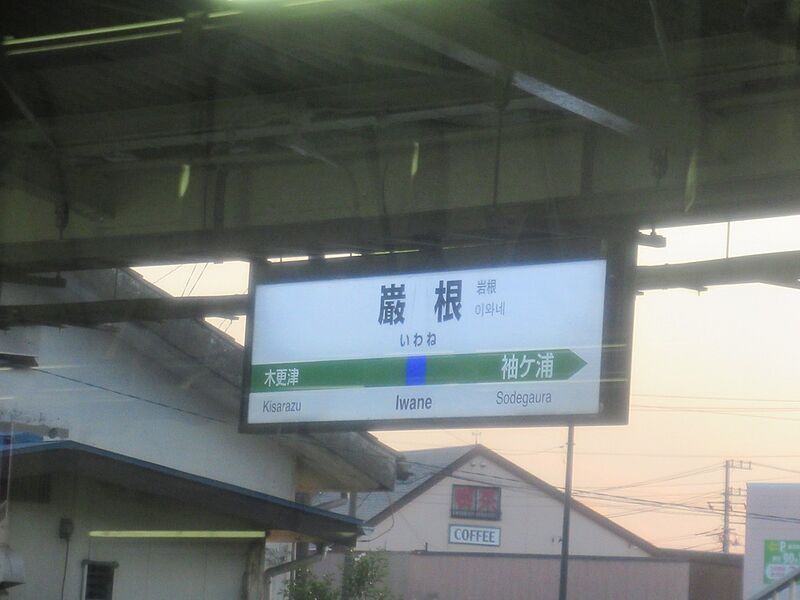 巌根
岩根
이와네
いわね
木更津
袖ケ浦
Kisarazu
Iwane
Sodegaura
COFFEE
P